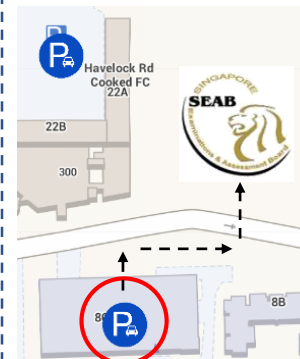 P
Havelock Rd
Cooked FC
22A
22B
300
SINGAPORE
SEAB
Examinations & Assessment Board
P
8B